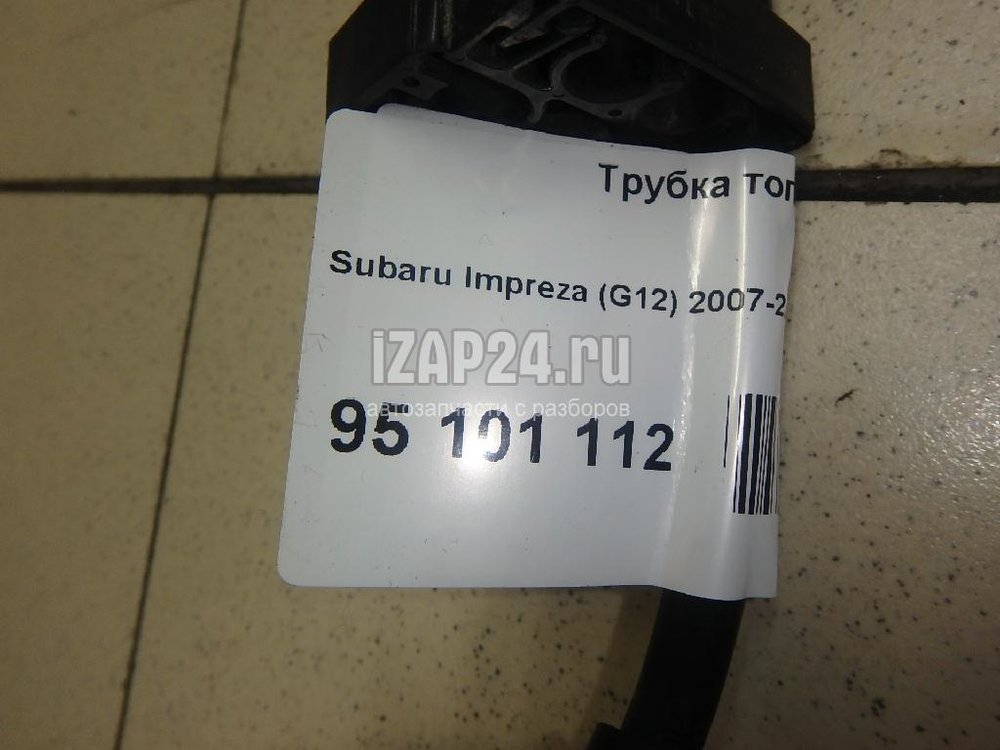 Трубка топ
Subaru Impreza (G12) 2007-2
iZAP24.ru
автозапчасти с разборов
95 101 112